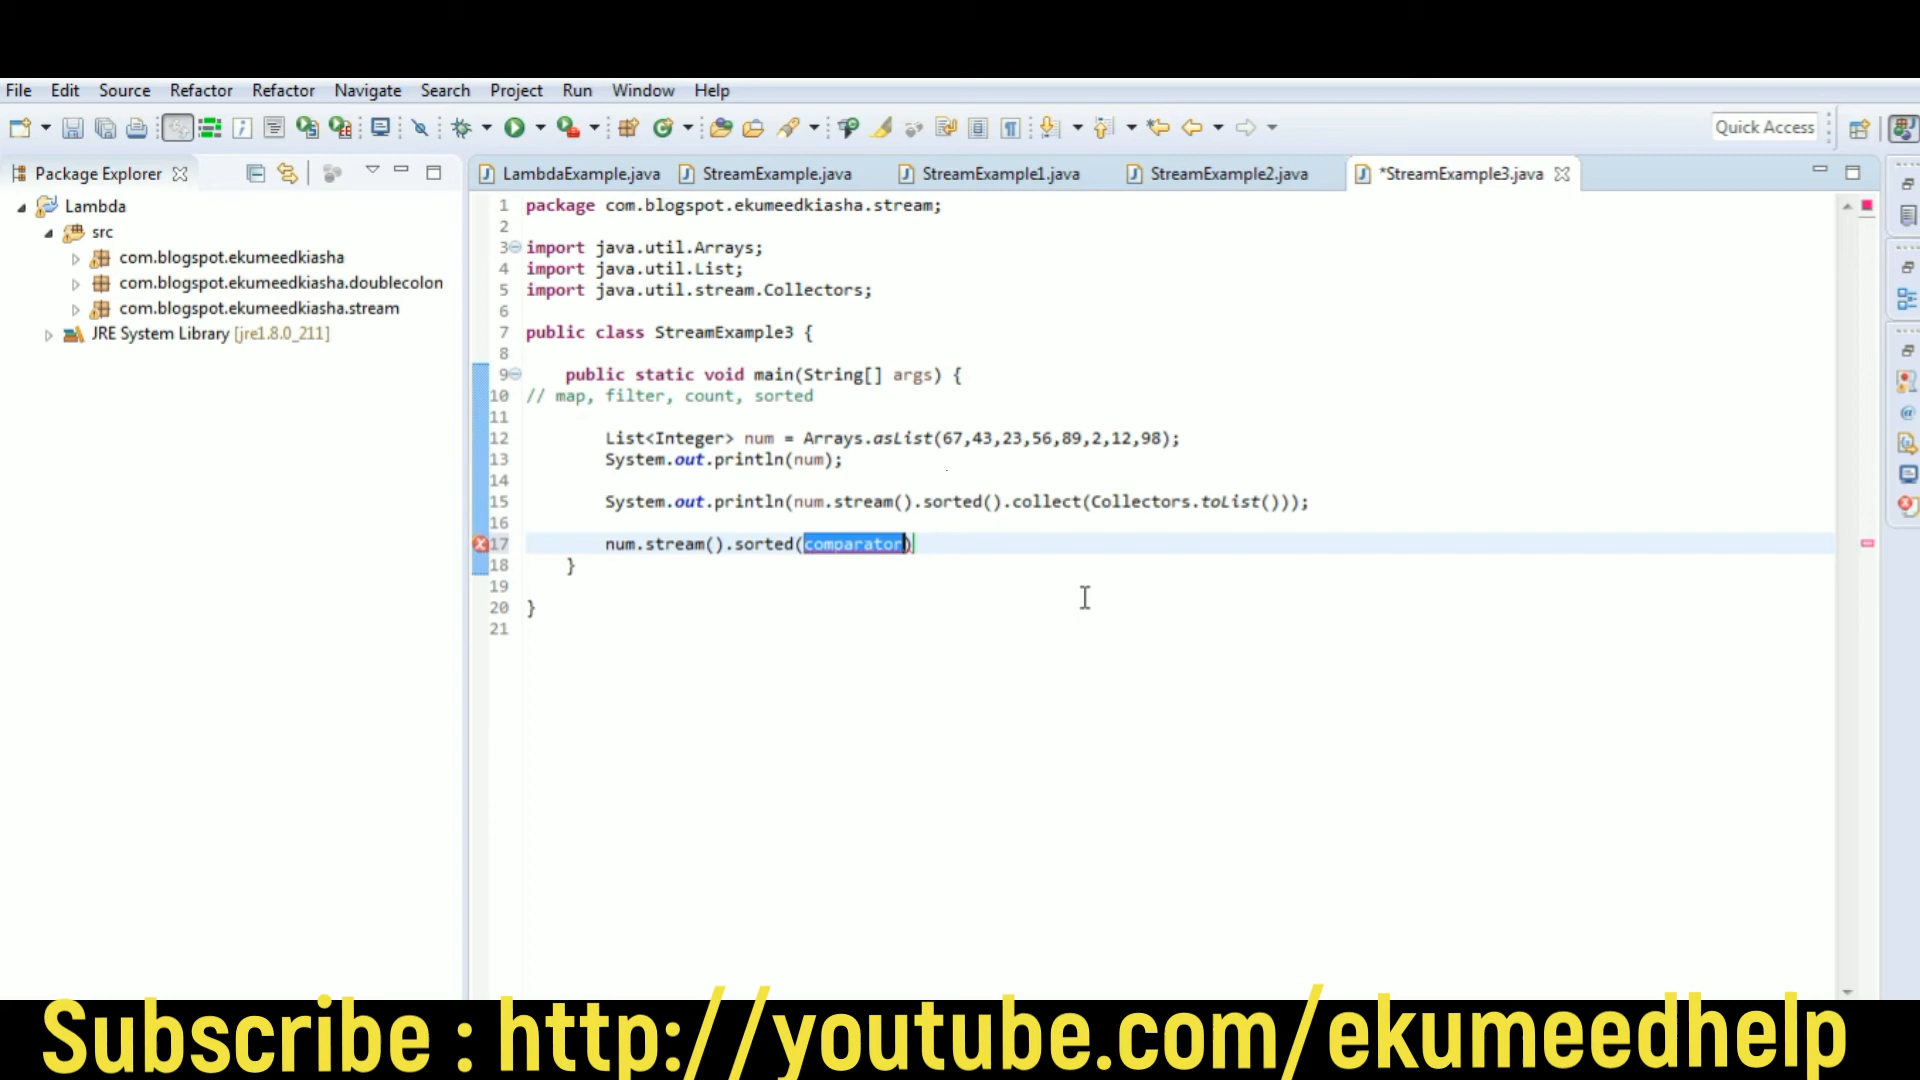 File Edit Source Refactor Refactor Navigate Search Project Run Window Help
Quick Access
Package Explorer
LambdaExample.java StreamExample.java StreamExample1.java StreamExample2.java *StreamExample3.java
Lambda
src
com.blogspot.ekumeedkiasha
com.blogspot.ekumeedkiasha.doublecolon
com.blogspot.ekumeedkiasha.stream
JRE System Library [jre1.8.0_211]
1 package com.blogspot.ekumeedkiasha.stream;
2
3 import java.util.Arrays;
4 import java.util.List;
5 import java.util.stream.Collectors;
6
7 public class StreamExample3 {
8
9 public static void main(String[] args) {
10 // map, filter, count, sorted
11
12 List<Integer> num = Arrays.asList(67,43,23,56,89,2,12,98);
13 System.out.println(num);
14
15 System.out.println(num.stream().sorted().collect(Collectors.toList()));
16
17 num.stream().sorted(comparator)
18 }
19
20 }
21
Subscribe : http://youtube.com/ekumeedhelp